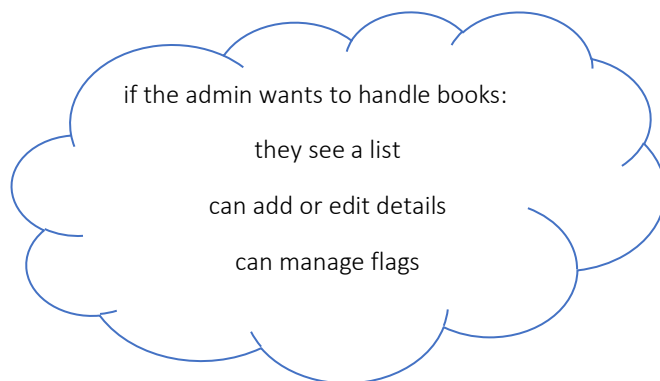 if the admin wants to handle books:
they see a list
can add or edit details
can manage flags